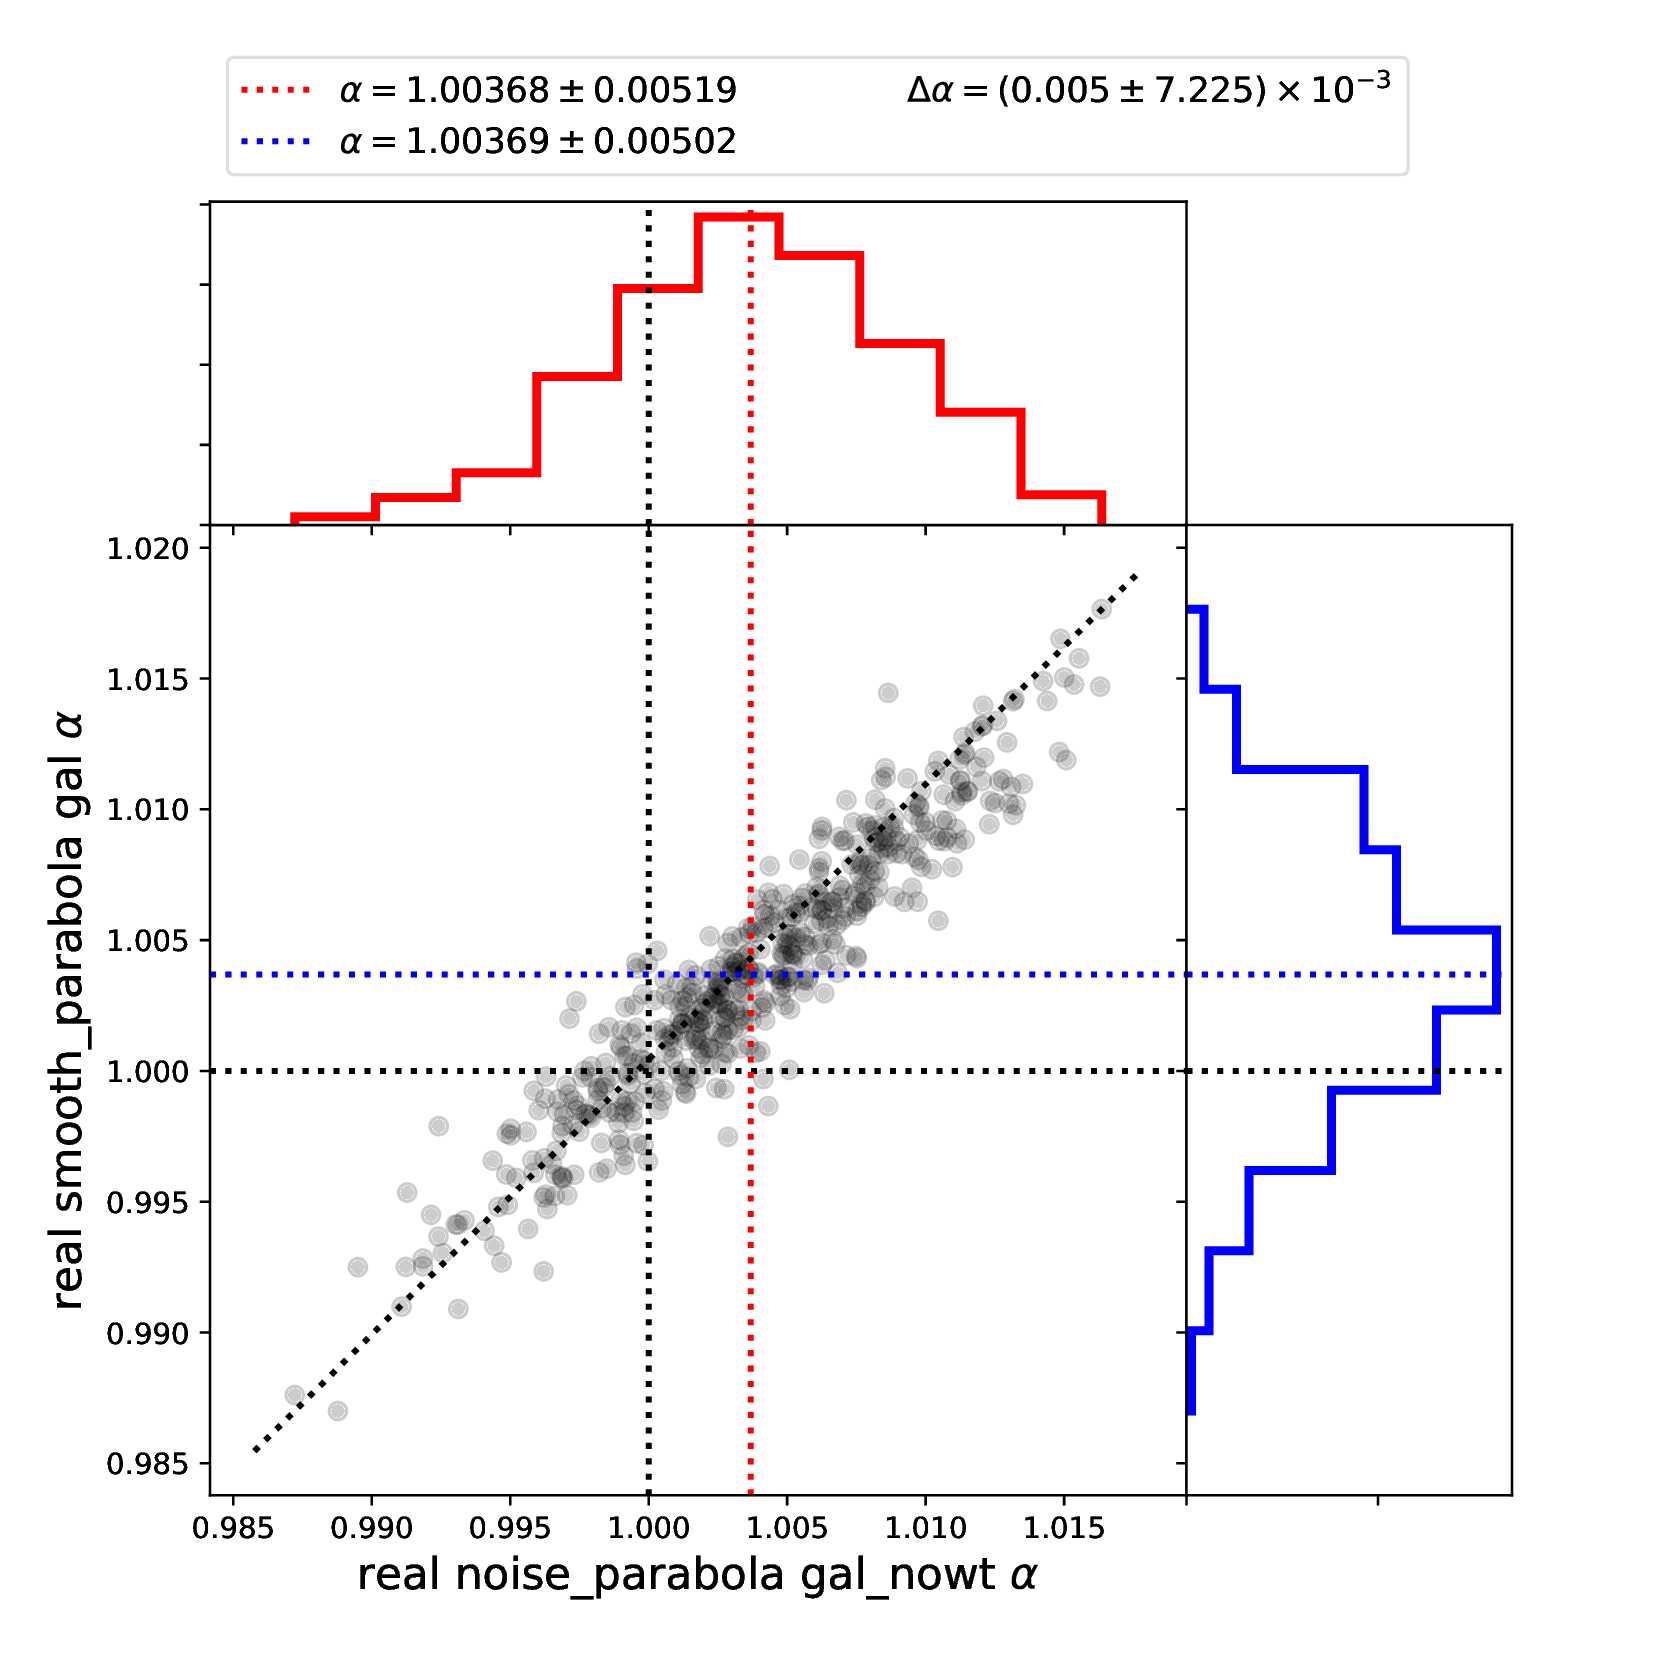 α = 1.00368 ± 0.00519
Δα = (0.005 ± 7.225) × 10⁻³
α = 1.00369 ± 0.00502
1.020
1.015
1.010
1.005
1.000
0.995
0.990
0.985
real smooth_parabola gal α
0.985 0.990 0.995 1.000 1.005 1.010 1.015
real noise_parabola gal_nowt α